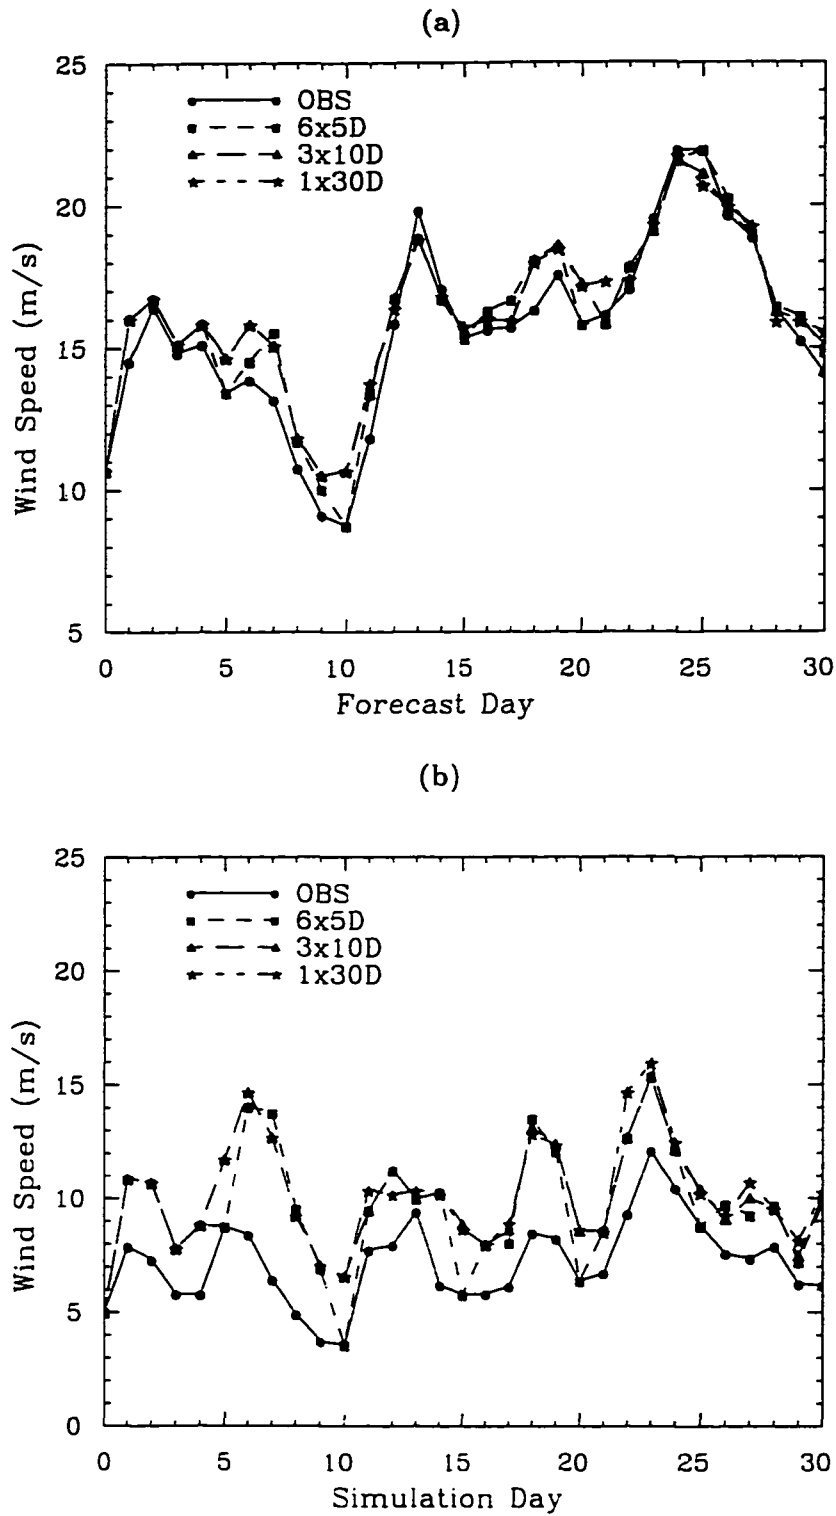 (a)
25
20
15
10
5
Wind Speed (m/s)
OBS
6x5D
3x10D
1x30D
0 5 10 15 20 25 30
Forecast Day
(b)
25
20
15
10
5
0
Wind Speed (m/s)
OBS
6x5D
3x10D
1x30D
0 5 10 15 20 25 30
Simulation Day